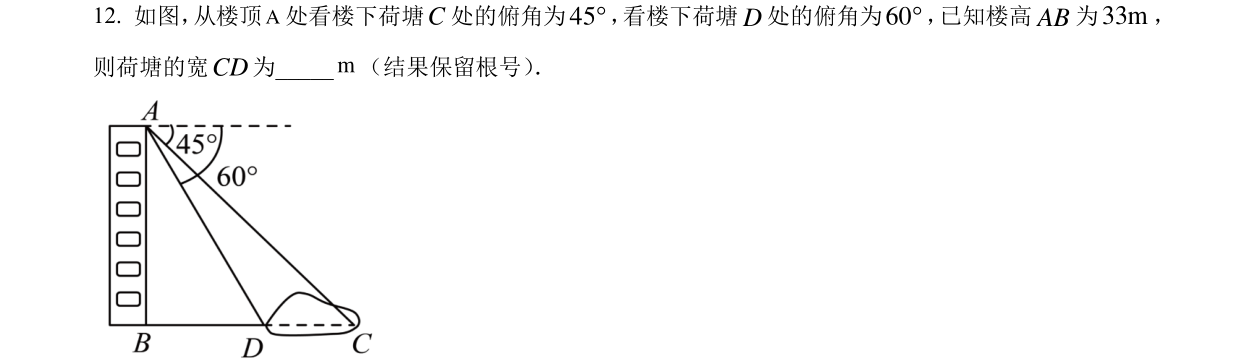 12. 如图,从楼顶A处看楼下荷塘C处的俯角为45°,看楼下荷塘D处的俯角为60°,已知楼高AB为33m,
则荷塘的宽CD为_____m(结果保留根号).
A
45°
60°
B
D
C